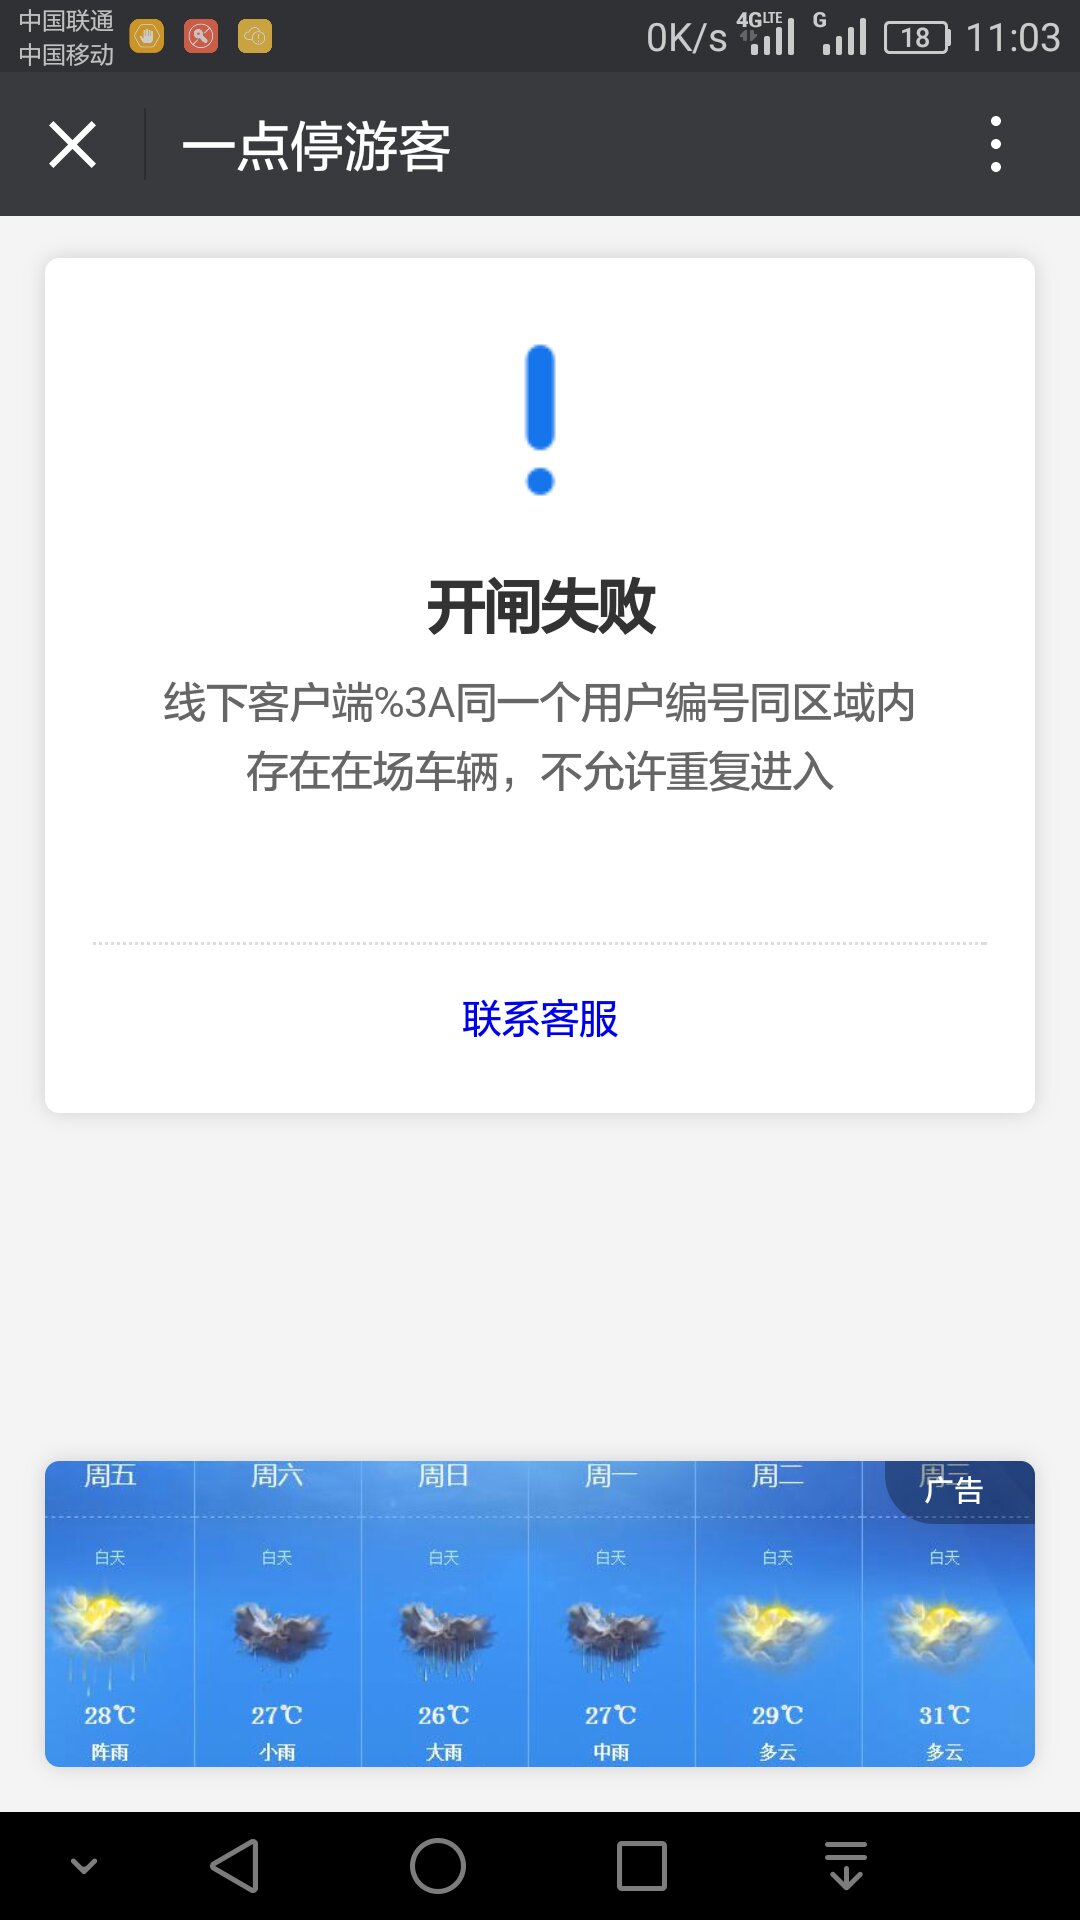 中国联通
中国移动
0K/s
4GLTE
G
18
11:03
一点停游客
开闸失败
线下客户端%3A同一个用户编号同区域内
存在在场车辆，不允许重复进入
联系客服
周五 周六 周日 周一 周二 周三
广告
白天 白天 白天 白天 白天 白天
28℃ 27℃ 26℃ 27℃ 29℃ 31℃
阵雨 小雨 大雨 中雨 多云 多云